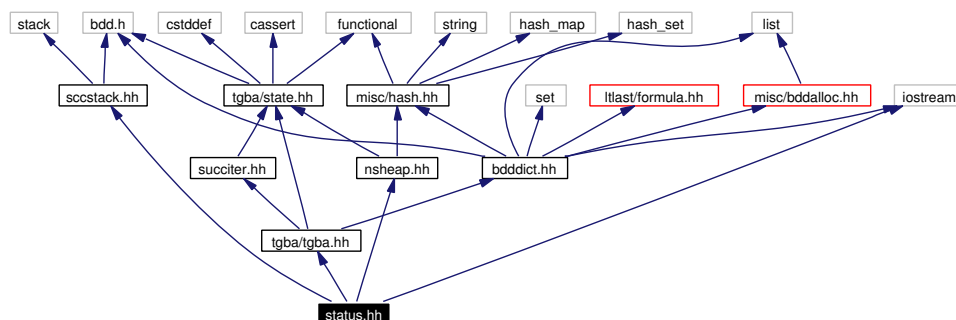 stack
bdd.h
cstddef
cassert
functional
string
hash_map
hash_set
list
sccstack.hh
tgba/state.hh
misc/hash.hh
set
ltlast/formula.hh
misc/bddalloc.hh
iostream
succiter.hh
nsheap.hh
bdddict.hh
tgba/tgba.hh
status.hh